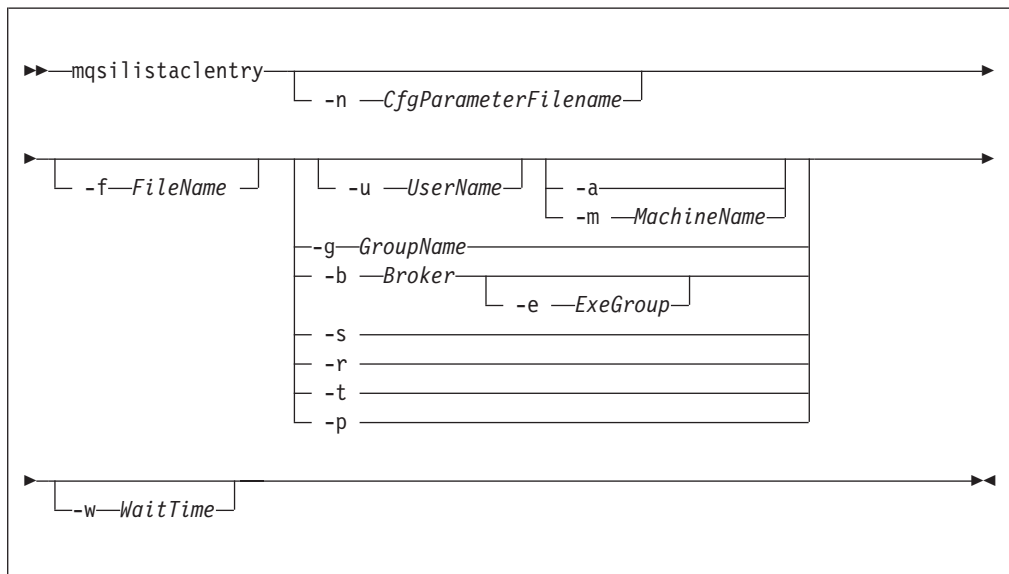 mqsilistaclentry
-n CfgParameterFilename
-f FileName
-u UserName
-a
-m MachineName
-g GroupName
-b Broker
-e ExeGroup
-s
-r
-t
-p
-w WaitTime